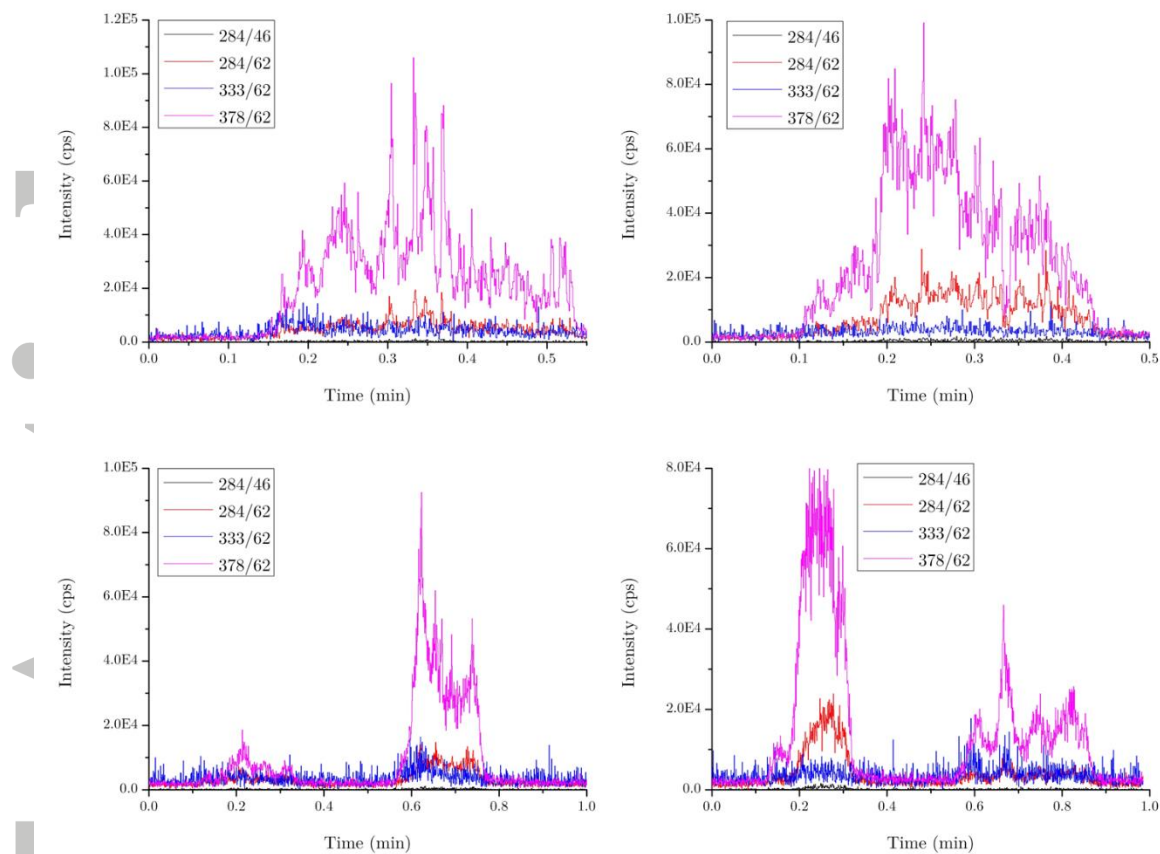 1.2E5
1.0E5
8.0E4
6.0E4
4.0E4
2.0E4
0.0
Intensity (cps)
284/46
284/62
333/62
378/62
0.0 0.1 0.2 0.3 0.4 0.5
Time (min)
1.0E5
8.0E4
6.0E4
4.0E4
2.0E4
0.0
Intensity (cps)
284/46
284/62
333/62
378/62
0.0 0.1 0.2 0.3 0.4 0.5
Time (min)
1.0E5
8.0E4
6.0E4
4.0E4
2.0E4
0.0
Intensity (cps)
284/46
284/62
333/62
378/62
0.0 0.2 0.4 0.6 0.8 1.0
Time (min)
8.0E4
6.0E4
4.0E4
2.0E4
0.0
Intensity (cps)
284/46
284/62
333/62
378/62
0.0 0.2 0.4 0.6 0.8 1.0
Time (min)